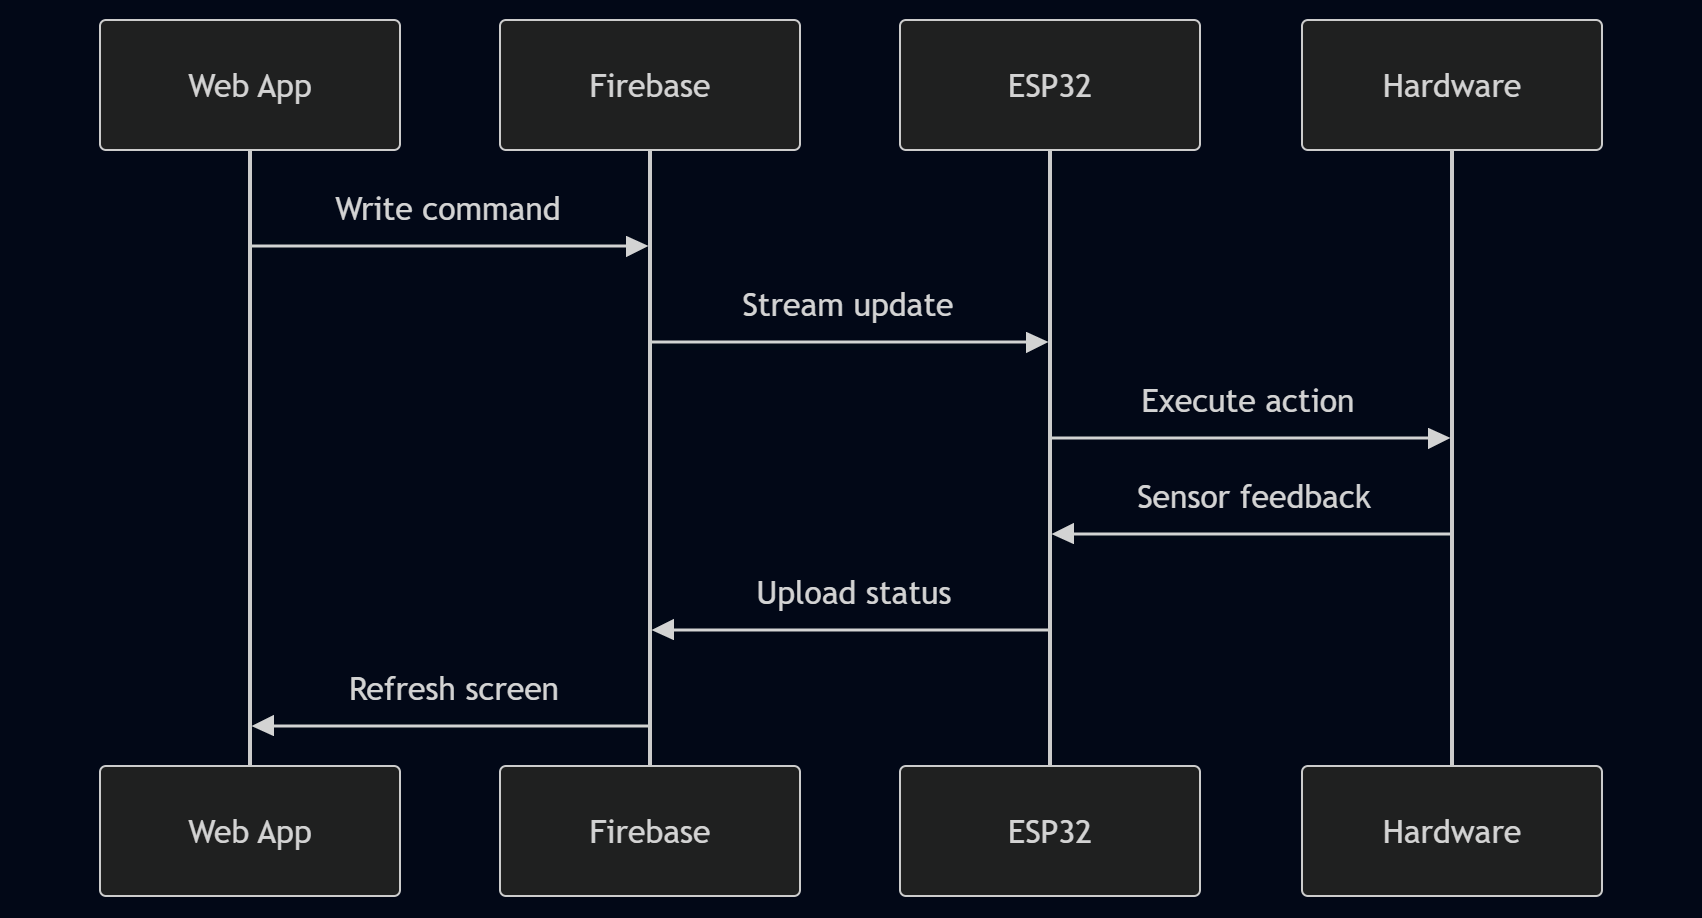 Web App
Firebase
ESP32
Hardware
Write command
Stream update
Execute action
Sensor feedback
Upload status
Refresh screen
Web App
Firebase
ESP32
Hardware